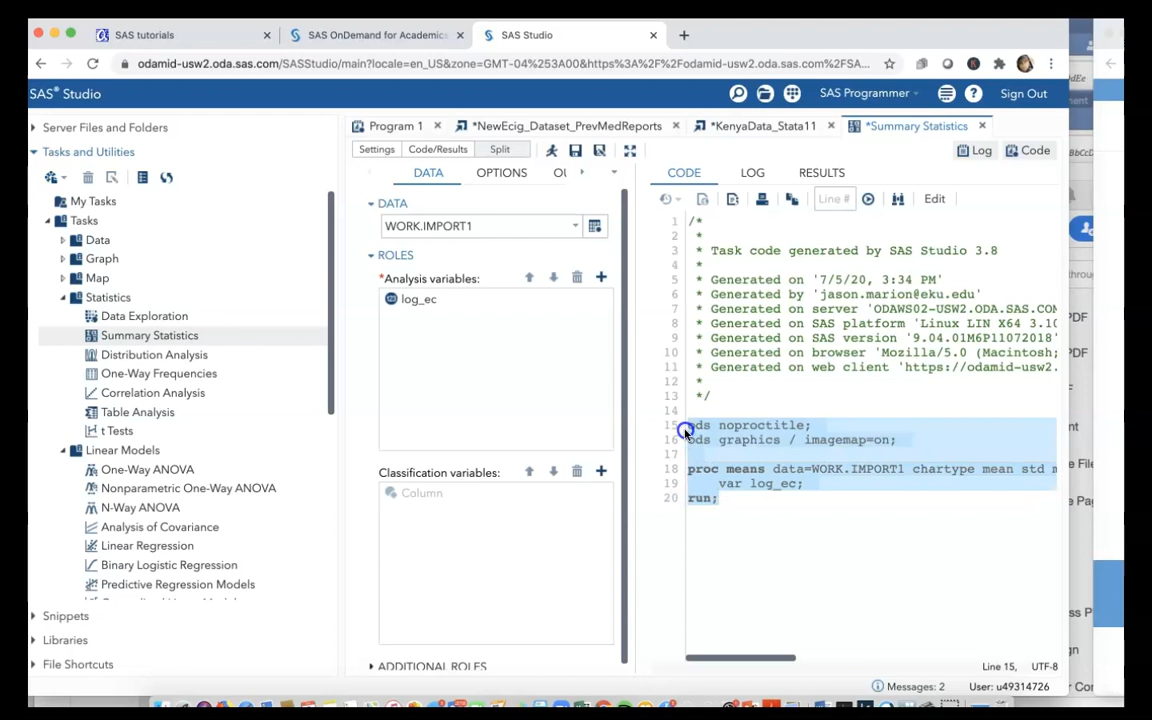 SAS tutorials
SAS OnDemand for Academics
SAS Studio
odamid-usw2.oda.sas.com/SASStudio/main?locale=en_US&zone=GMT-04%253A00&https%3A%2F%2Fodamid-usw2.oda.sas.com%2FSA...
SAS® Studio
SAS Programmer
Sign Out
Server Files and Folders
Tasks and Utilities
My Tasks
Tasks
Data
Graph
Map
Statistics
Data Exploration
Summary Statistics
Distribution Analysis
One-Way Frequencies
Correlation Analysis
Table Analysis
t Tests
Linear Models
One-Way ANOVA
Nonparametric One-Way ANOVA
N-Way ANOVA
Analysis of Covariance
Linear Regression
Binary Logistic Regression
Predictive Regression Models
Snippets
Libraries
File Shortcuts
Program 1
*NewEcig_Dataset_PrevMedReports
*KenyaData_Stata11
*Summary Statistics
Settings
Code/Results
Split
Log
Code
DATA
OPTIONS
OU
DATA
WORK.IMPORT1
ROLES
*Analysis variables:
log_ec
Classification variables:
Column
ADDITIONAL ROLES
CODE
LOG
RESULTS
Line #
Edit
1 /*
2 *
3 * Task code generated by SAS Studio 3.8
4 *
5 * Generated on '7/5/20, 3:34 PM'
6 * Generated by 'jason.marion@eku.edu'
7 * Generated on server 'ODAWS02-USW2.ODA.SAS.COM
8 * Generated on SAS platform 'Linux LIN X64 3.10
9 * Generated on SAS version '9.04.01M6P11072018'
10 * Generated on browser 'Mozilla/5.0 (Macintosh;
11 * Generated on web client 'https://odamid-usw2.
12 *
13 */
14
15 ods noproctitle;
16 ods graphics / imagemap=on;
17
18 proc means data=WORK.IMPORT1 chartype mean std m
19 var log_ec;
20 run;
Line 15,
UTF-8
Messages: 2
User: u49314726